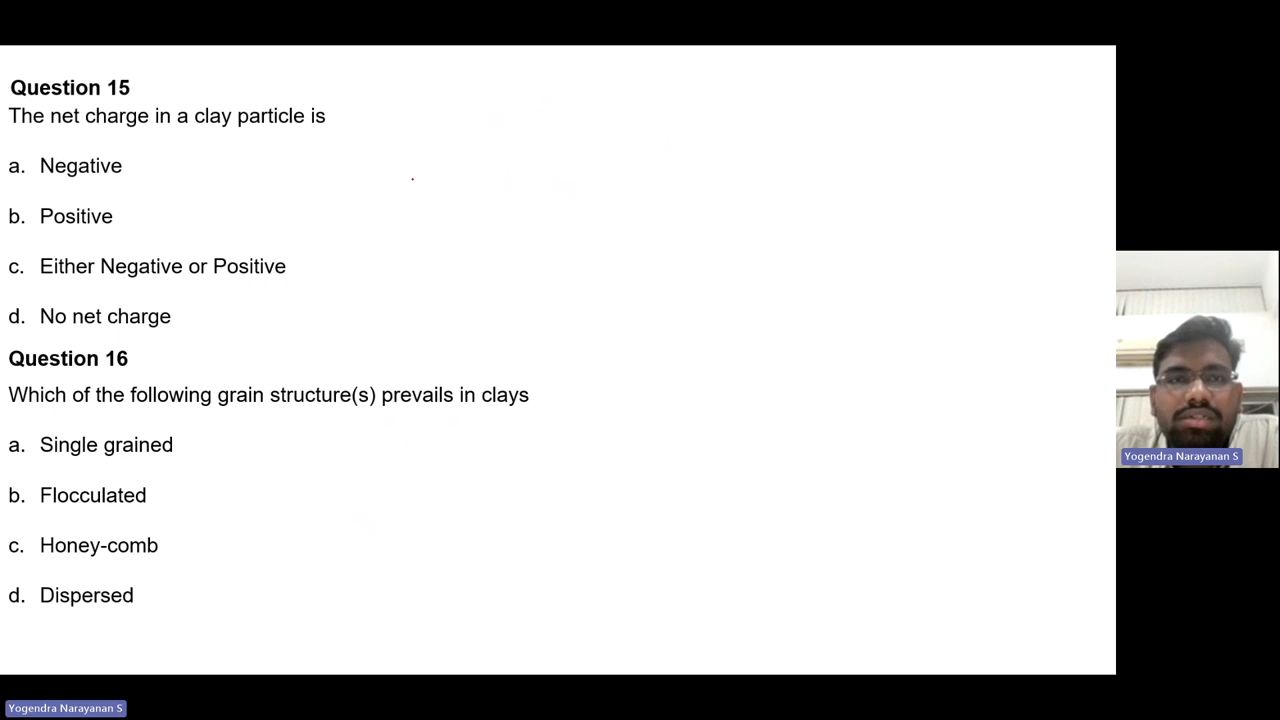 Question 15
The net charge in a clay particle is
a. Negative
b. Positive
c. Either Negative or Positive
d. No net charge
Question 16
Which of the following grain structure(s) prevails in clays
a. Single grained
b. Flocculated
c. Honey-comb
d. Dispersed
Yogendra Narayanan S
Yogendra Narayanan S